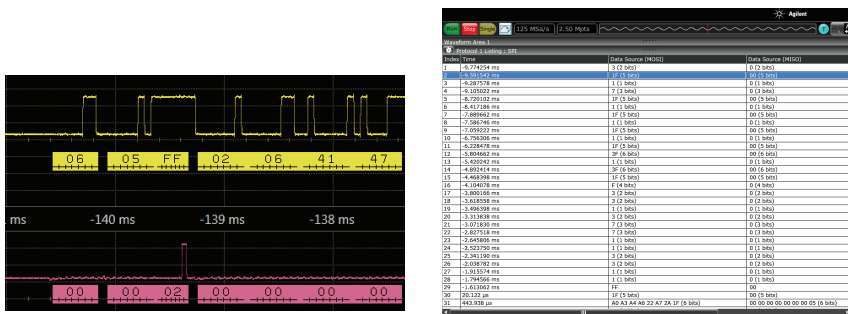 06 05 FF 02 06 41 47
ms -140 ms -139 ms -138 ms
00 00 02 00 00 00 00
Agilent
Run Stop Single 125 MSa/s 2.50 Mpts T
Waveform Area 1
Protocol 1 Listing : SPI
Index Time Data Source (MOSI) Data Source (MISO)
1 -9.774254 ms 3 (2 bits) 0 (2 bits)
2 -9.591542 ms 1F (5 bits) 00 (5 bits)
3 -9.287578 ms 1 (1 bits) 0 (1 bits)
4 -9.105022 ms 7 (3 bits) 0 (3 bits)
5 -8.720102 ms 1F (5 bits) 00 (5 bits)
6 -8.417186 ms 1 (1 bits) 0 (1 bits)
7 -7.889662 ms 1F (5 bits) 00 (5 bits)
8 -7.586746 ms 1 (1 bits) 0 (1 bits)
9 -7.059222 ms 1F (5 bits) 00 (5 bits)
10 -6.756306 ms 1 (1 bits) 0 (1 bits)
11 -6.228478 ms 1F (5 bits) 00 (5 bits)
12 -5.804662 ms 3F (6 bits) 00 (6 bits)
13 -5.420242 ms 1 (1 bits) 0 (1 bits)
14 -4.892414 ms 3F (6 bits) 00 (6 bits)
15 -4.468398 ms 1F (5 bits) 00 (5 bits)
16 -4.104078 ms F (4 bits) 0 (4 bits)
17 -3.800166 ms 3 (2 bits) 0 (2 bits)
18 -3.618558 ms 3 (2 bits) 0 (2 bits)
19 -3.496398 ms 1 (1 bits) 0 (1 bits)
20 -3.313838 ms 3 (2 bits) 0 (2 bits)
21 -3.071830 ms 7 (3 bits) 0 (3 bits)
22 -2.827518 ms 7 (3 bits) 0 (3 bits)
23 -2.645806 ms 1 (1 bits) 0 (1 bits)
24 -2.523750 ms 1 (1 bits) 0 (1 bits)
25 -2.341190 ms 3 (2 bits) 0 (2 bits)
26 -2.038782 ms 3 (2 bits) 0 (2 bits)
27 -1.915574 ms 1 (1 bits) 0 (1 bits)
28 -1.794566 ms 1 (1 bits) 0 (1 bits)
29 -1.613062 ms FF 00
30 20.122 µs 1F (5 bits) 00 (5 bits)
31 443.938 µs A0 A3 A4 A6 22 A7 2A 1F (6 bits) 00 00 00 00 00 00 00 05 (6 bits)